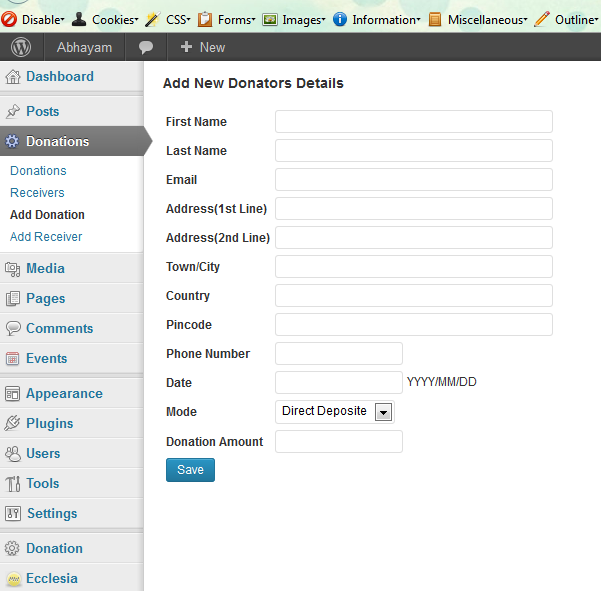 Disable▾ Cookies▾ CSS▾ Forms▾ Images▾ Information▾ Miscellaneous▾ Outline▾
Abhayam + New
Dashboard
Posts
Donations
Donations
Receivers
Add Donation
Add Receiver
Media
Pages
Comments
Events
Appearance
Plugins
Users
Tools
Settings
Donation
Ecclesia
Add New Donators Details
First Name
Last Name
Email
Address(1st Line)
Address(2nd Line)
Town/City
Country
Pincode
Phone Number
Date YYYY/MM/DD
Mode Direct Deposite
Donation Amount
Save